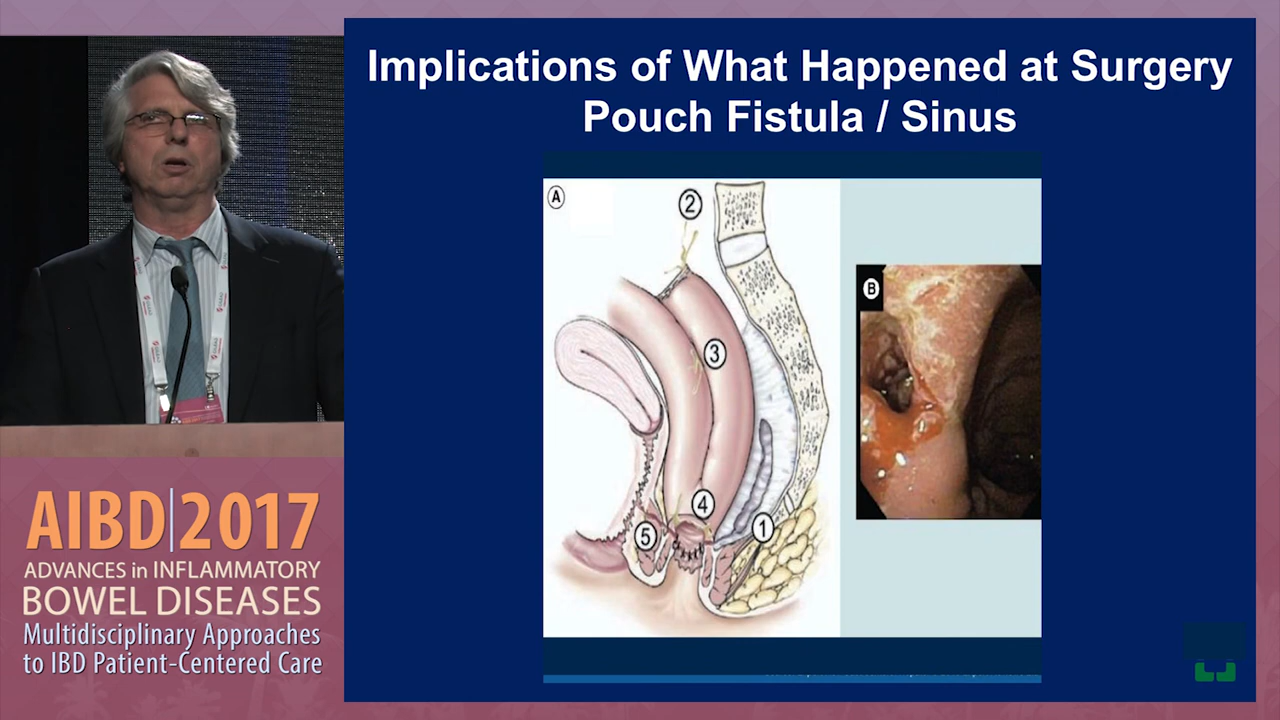 Implications of What Happened at Surgery
Pouch Fistula / Sinus
A
2
3
4
5
1
B
AIBD|2017
ADVANCES in INFLAMMATORY
BOWEL DISEASES
Multidisciplinary Approaches
to IBD Patient-Centered Care